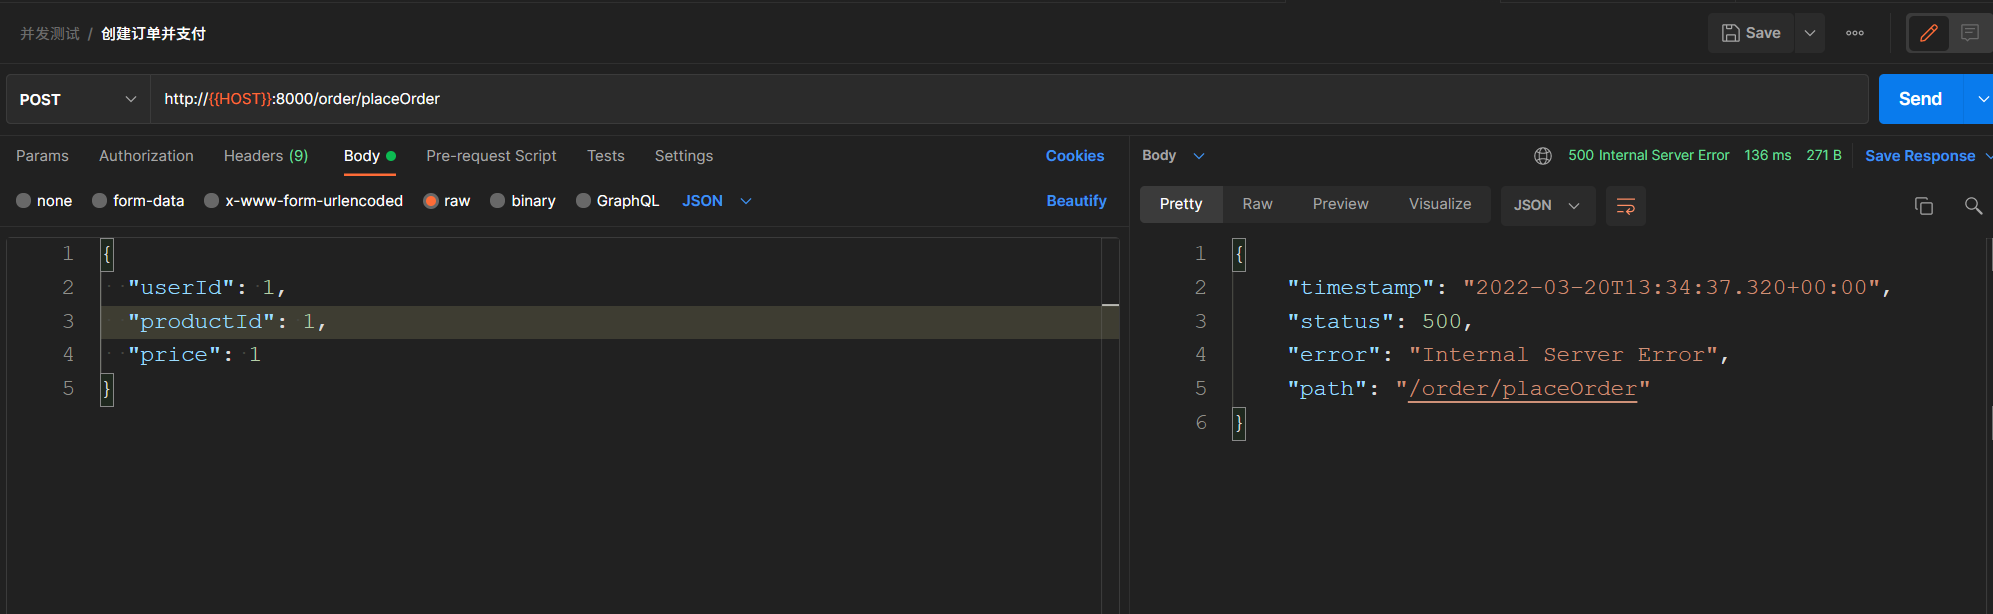 并发测试 / 创建订单并支付
Save
POST
http://{{HOST}}:8000/order/placeOrder
Send
Params Authorization Headers (9) Body Pre-request Script Tests Settings Cookies
none form-data x-www-form-urlencoded raw binary GraphQL JSON Beautify
1 {
2 "userId": 1,
3 "productId": 1,
4 "price": 1
5 }
Body 500 Internal Server Error 136 ms 271 B Save Response
Pretty Raw Preview Visualize JSON
1 {
2 "timestamp": "2022-03-20T13:34:37.320+00:00",
3 "status": 500,
4 "error": "Internal Server Error",
5 "path": "/order/placeOrder"
6 }